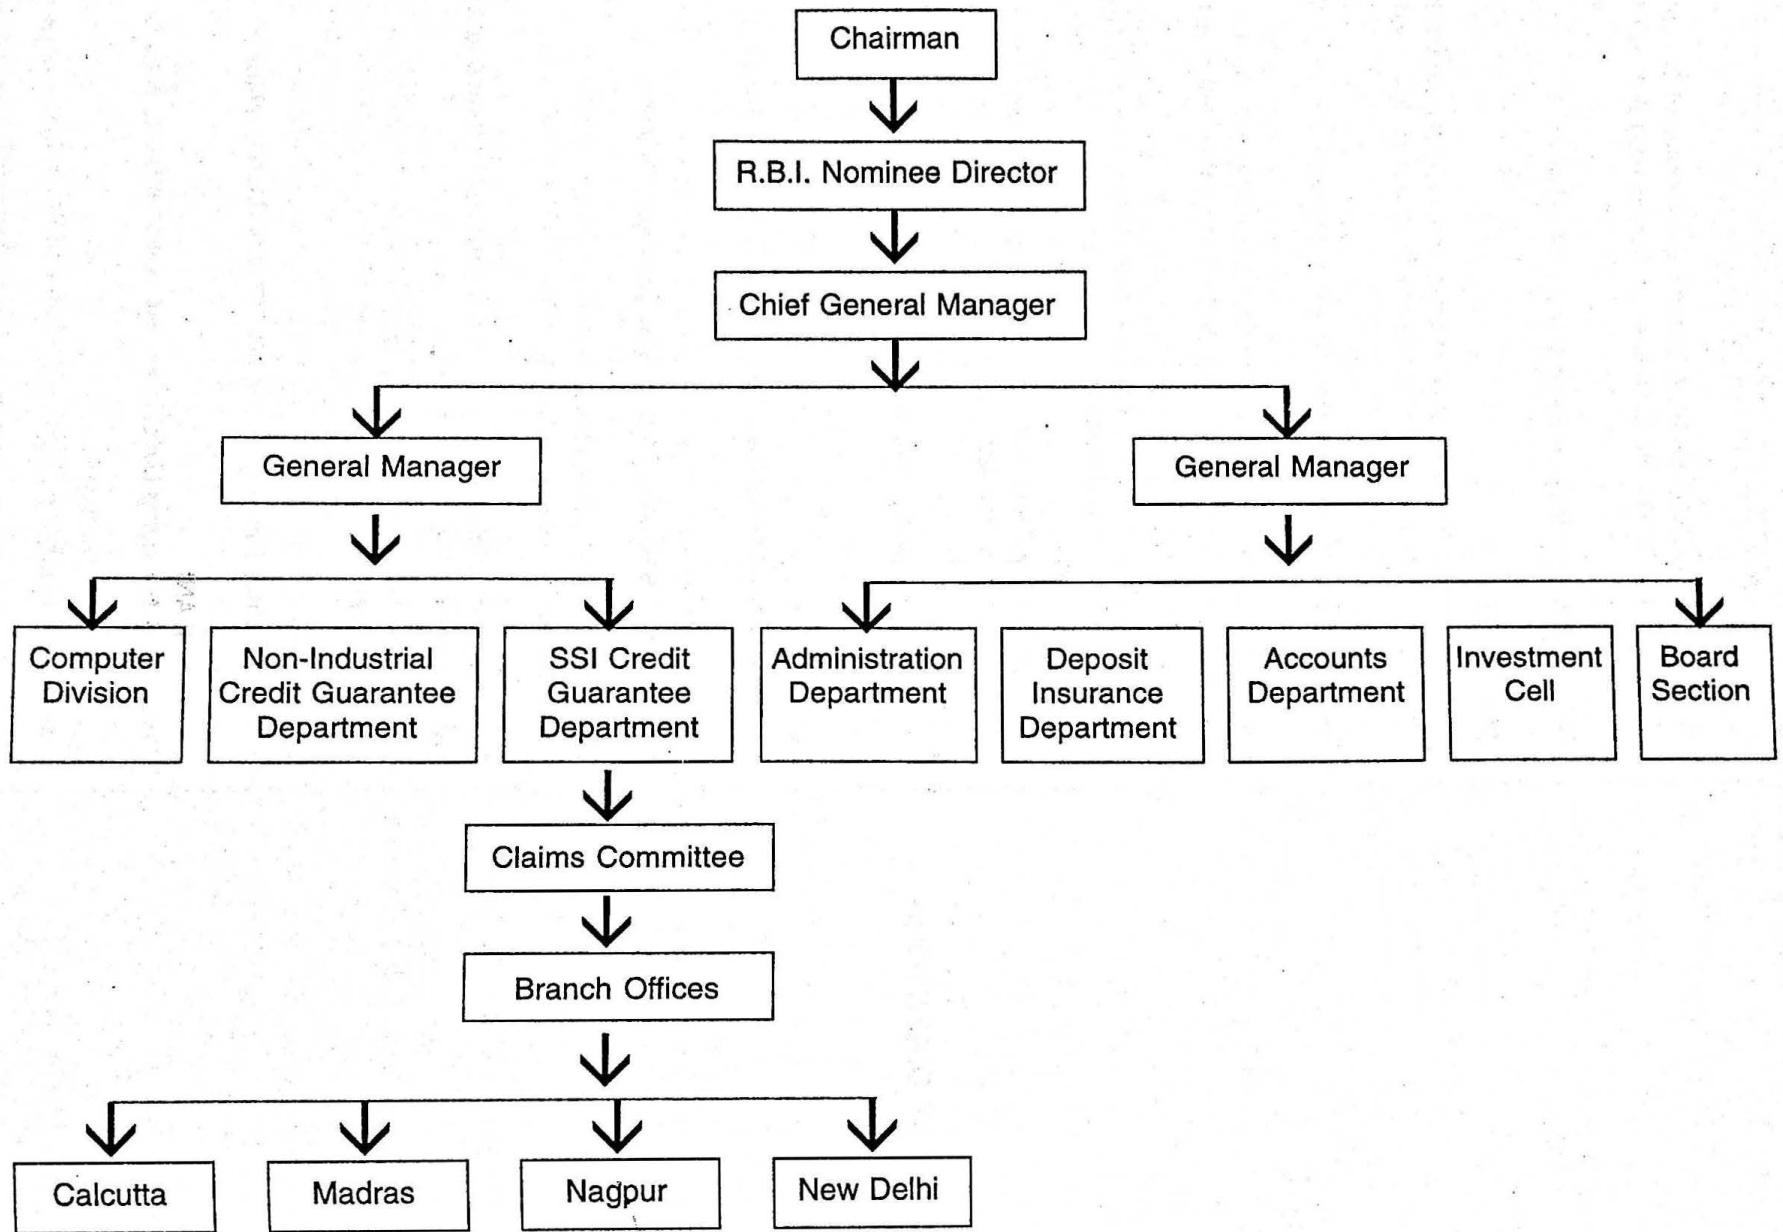 Chairman
R.B.I. Nominee Director
Chief General Manager
General Manager
General Manager
Computer
Division
Non-Industrial
Credit Guarantee
Department
SSI Credit
Guarantee
Department
Administration
Department
Deposit
Insurance
Department
Accounts
Department
Investment
Cell
Board
Section
Claims Committee
Branch Offices
Calcutta
Madras
Nagpur
New Delhi